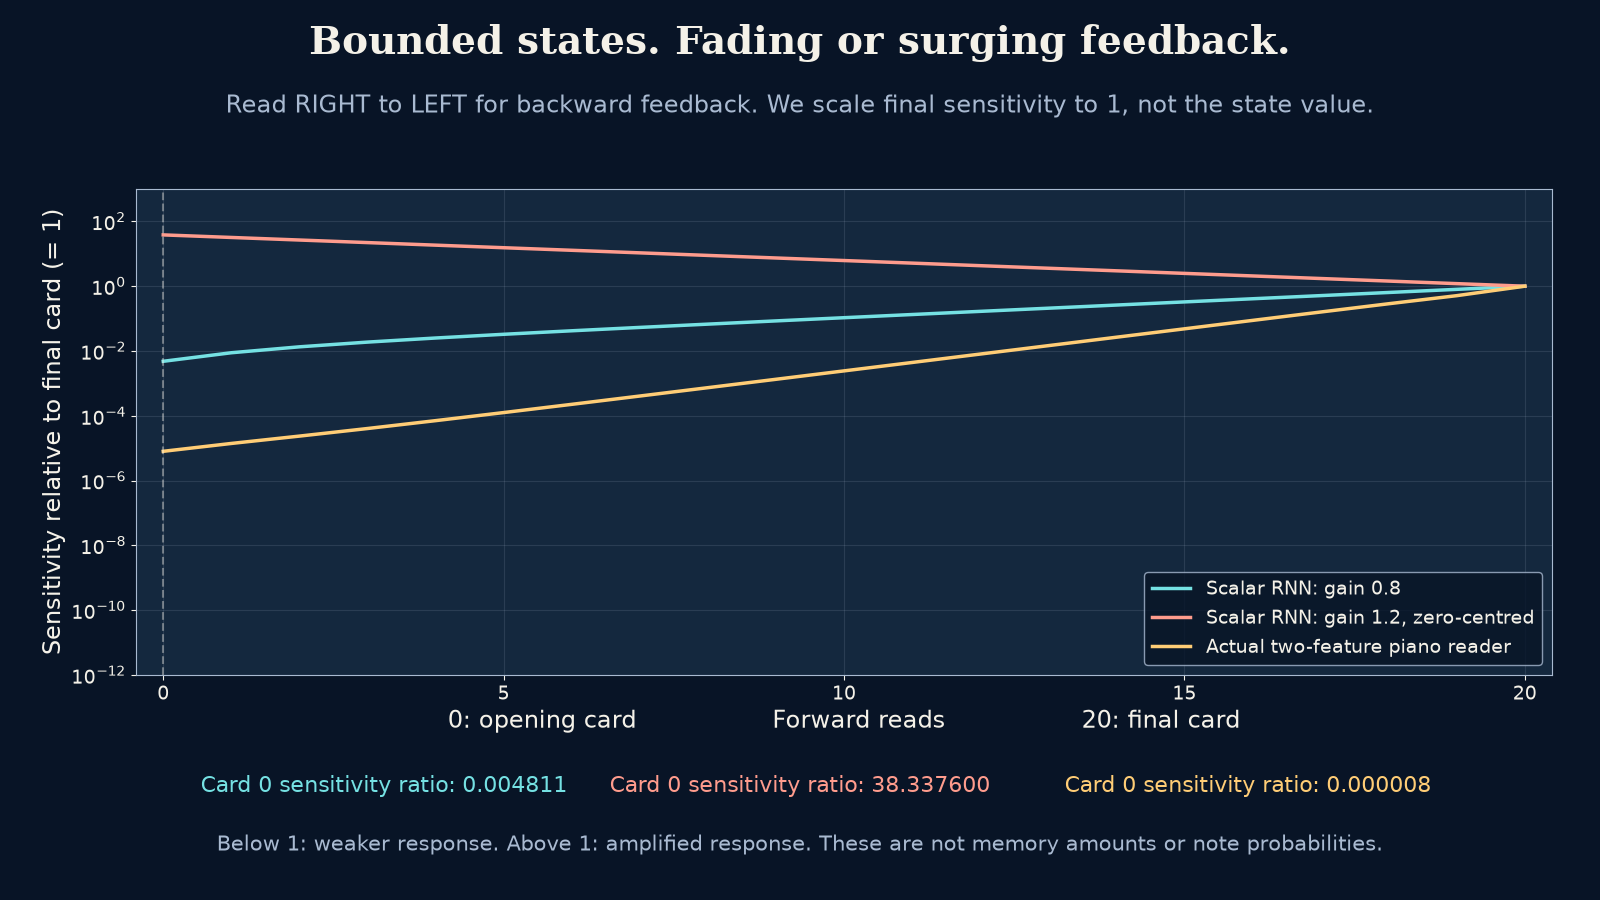 Bounded states. Fading or surging feedback.
Read RIGHT to LEFT for backward feedback. We scale final sensitivity to 1, not the state value.
Sensitivity relative to final card (= 1)
10²
10⁰
10⁻²
10⁻⁴
10⁻⁶
10⁻⁸
10⁻¹⁰
10⁻¹²
Scalar RNN: gain 0.8
Scalar RNN: gain 1.2, zero-centred
Actual two-feature piano reader
0 5 10 15 20
0: opening card Forward reads 20: final card
Card 0 sensitivity ratio: 0.004811 Card 0 sensitivity ratio: 38.337600 Card 0 sensitivity ratio: 0.000008
Below 1: weaker response. Above 1: amplified response. These are not memory amounts or note probabilities.